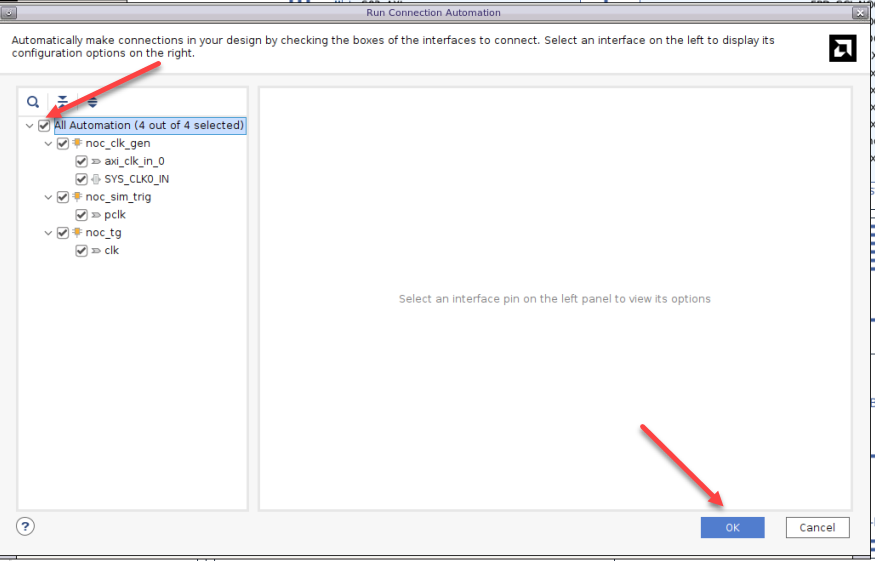 Run Connection Automation
Automatically make connections in your design by checking the boxes of the interfaces to connect. Select an interface on the left to display its
configuration options on the right.
All Automation (4 out of 4 selected)
noc_clk_gen
axi_clk_in_0
SYS_CLK0_IN
noc_sim_trig
pclk
noc_tg
clk
Select an interface pin on the left panel to view its options
?
OK
Cancel